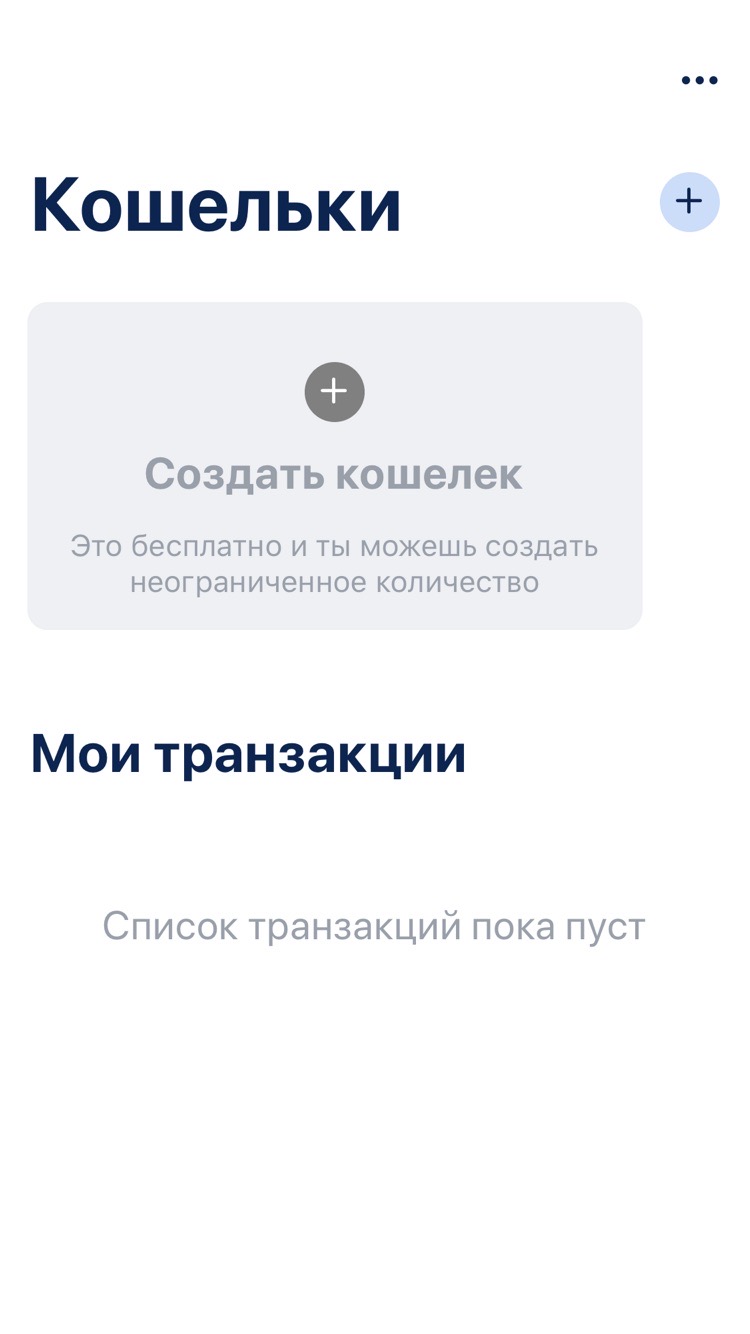 Кошельки
Создать кошелек
Это бесплатно и ты можешь создать
неограниченное количество
Мои транзакции
Список транзакций пока пуст